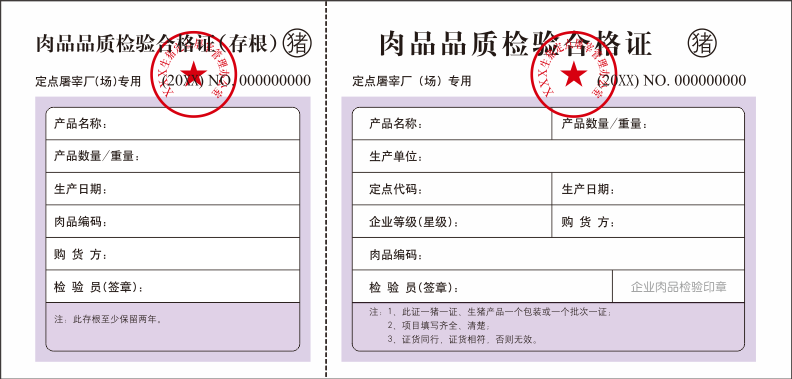 肉品品质检验合格证(存根) 猪
定点屠宰厂(场)专用 (20XX) NO. 000000000
产品名称：
产品数量/重量：
生产日期：
肉品编码：
购 货 方：
检 验 员(签章)：
注：此存根至少保留两年。
肉品品质检验合格证 猪
定点屠宰厂（场）专用 (20XX) NO. 000000000
产品名称： 产品数量/重量：
生产单位：
定点代码： 生产日期：
企业等级(星级)： 购 货 方：
肉品编码：
检 验 员(签章)： 企业肉品检验印章
注：1、此证一猪一证、生猪产品一个包装或一个批次一证；
2、项目填写齐全、清楚；
3、证货同行，证货相符，否则无效。